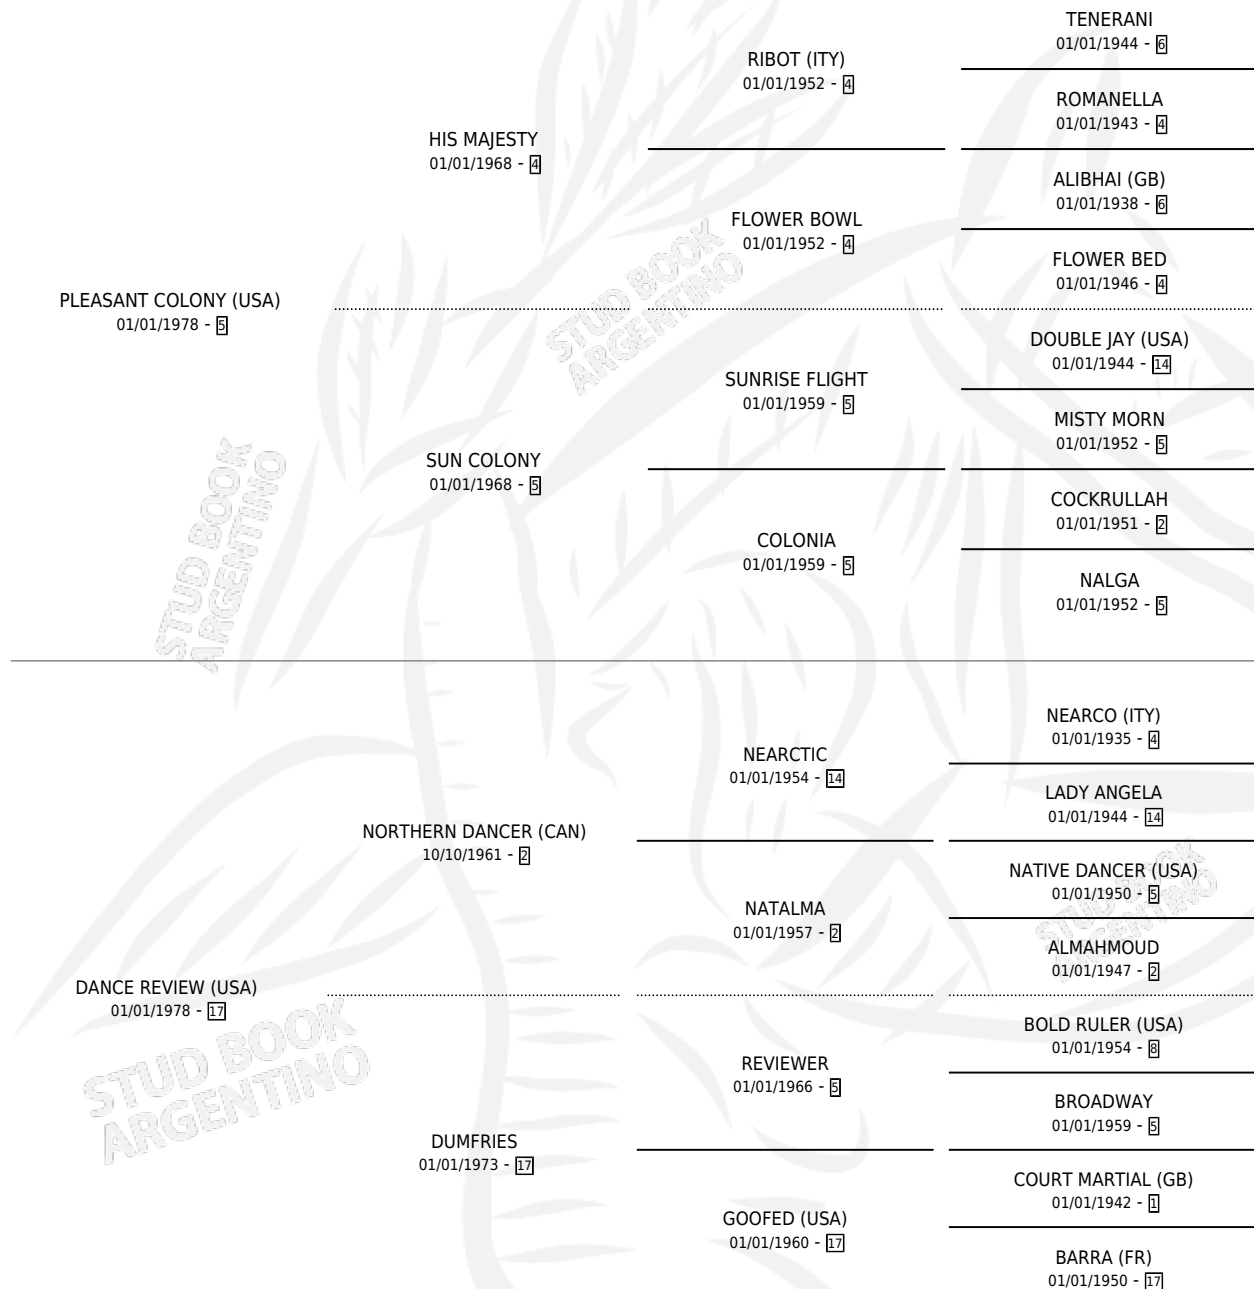 TENERANI
01/01/1944 - 6
RIBOT (ITY)
01/01/1952 - 4
ROMANELLA
01/01/1943 - 4
HIS MAJESTY
01/01/1968 - 4
ALIBHAI (GB)
01/01/1938 - 6
FLOWER BOWL
01/01/1952 - 4
FLOWER BED
01/01/1946 - 4
PLEASANT COLONY (USA)
01/01/1978 - 5
STUD BOOK
ARGENTINO
DOUBLE JAY (USA)
01/01/1944 - 14
SUNRISE FLIGHT
01/01/1959 - 5
MISTY MORN
01/01/1952 - 5
SUN COLONY
01/01/1968 - 5
COCKRULLAH
01/01/1951 - 2
COLONIA
01/01/1959 - 5
NALGA
01/01/1952 - 5
STUD BOOK
ARGENTINO
NEARCO (ITY)
01/01/1935 - 4
NEARCTIC
01/01/1954 - 14
LADY ANGELA
01/01/1944 - 14
NORTHERN DANCER (CAN)
10/10/1961 - 2
NATIVE DANCER (USA)
01/01/1950 - 5
NATALMA
01/01/1957 - 2
ALMAHMOUD
01/01/1947 - 2
STUD BOOK
ARGENTINO
DANCE REVIEW (USA)
01/01/1978 - 17
BOLD RULER (USA)
01/01/1954 - 8
REVIEWER
01/01/1966 - 5
BROADWAY
01/01/1959 - 5
STUD BOOK
ARGENTINO
DUMFRIES
01/01/1973 - 17
COURT MARTIAL (GB)
01/01/1942 - 1
GOOFED (USA)
01/01/1960 - 17
BARRA (FR)
01/01/1950 - 17